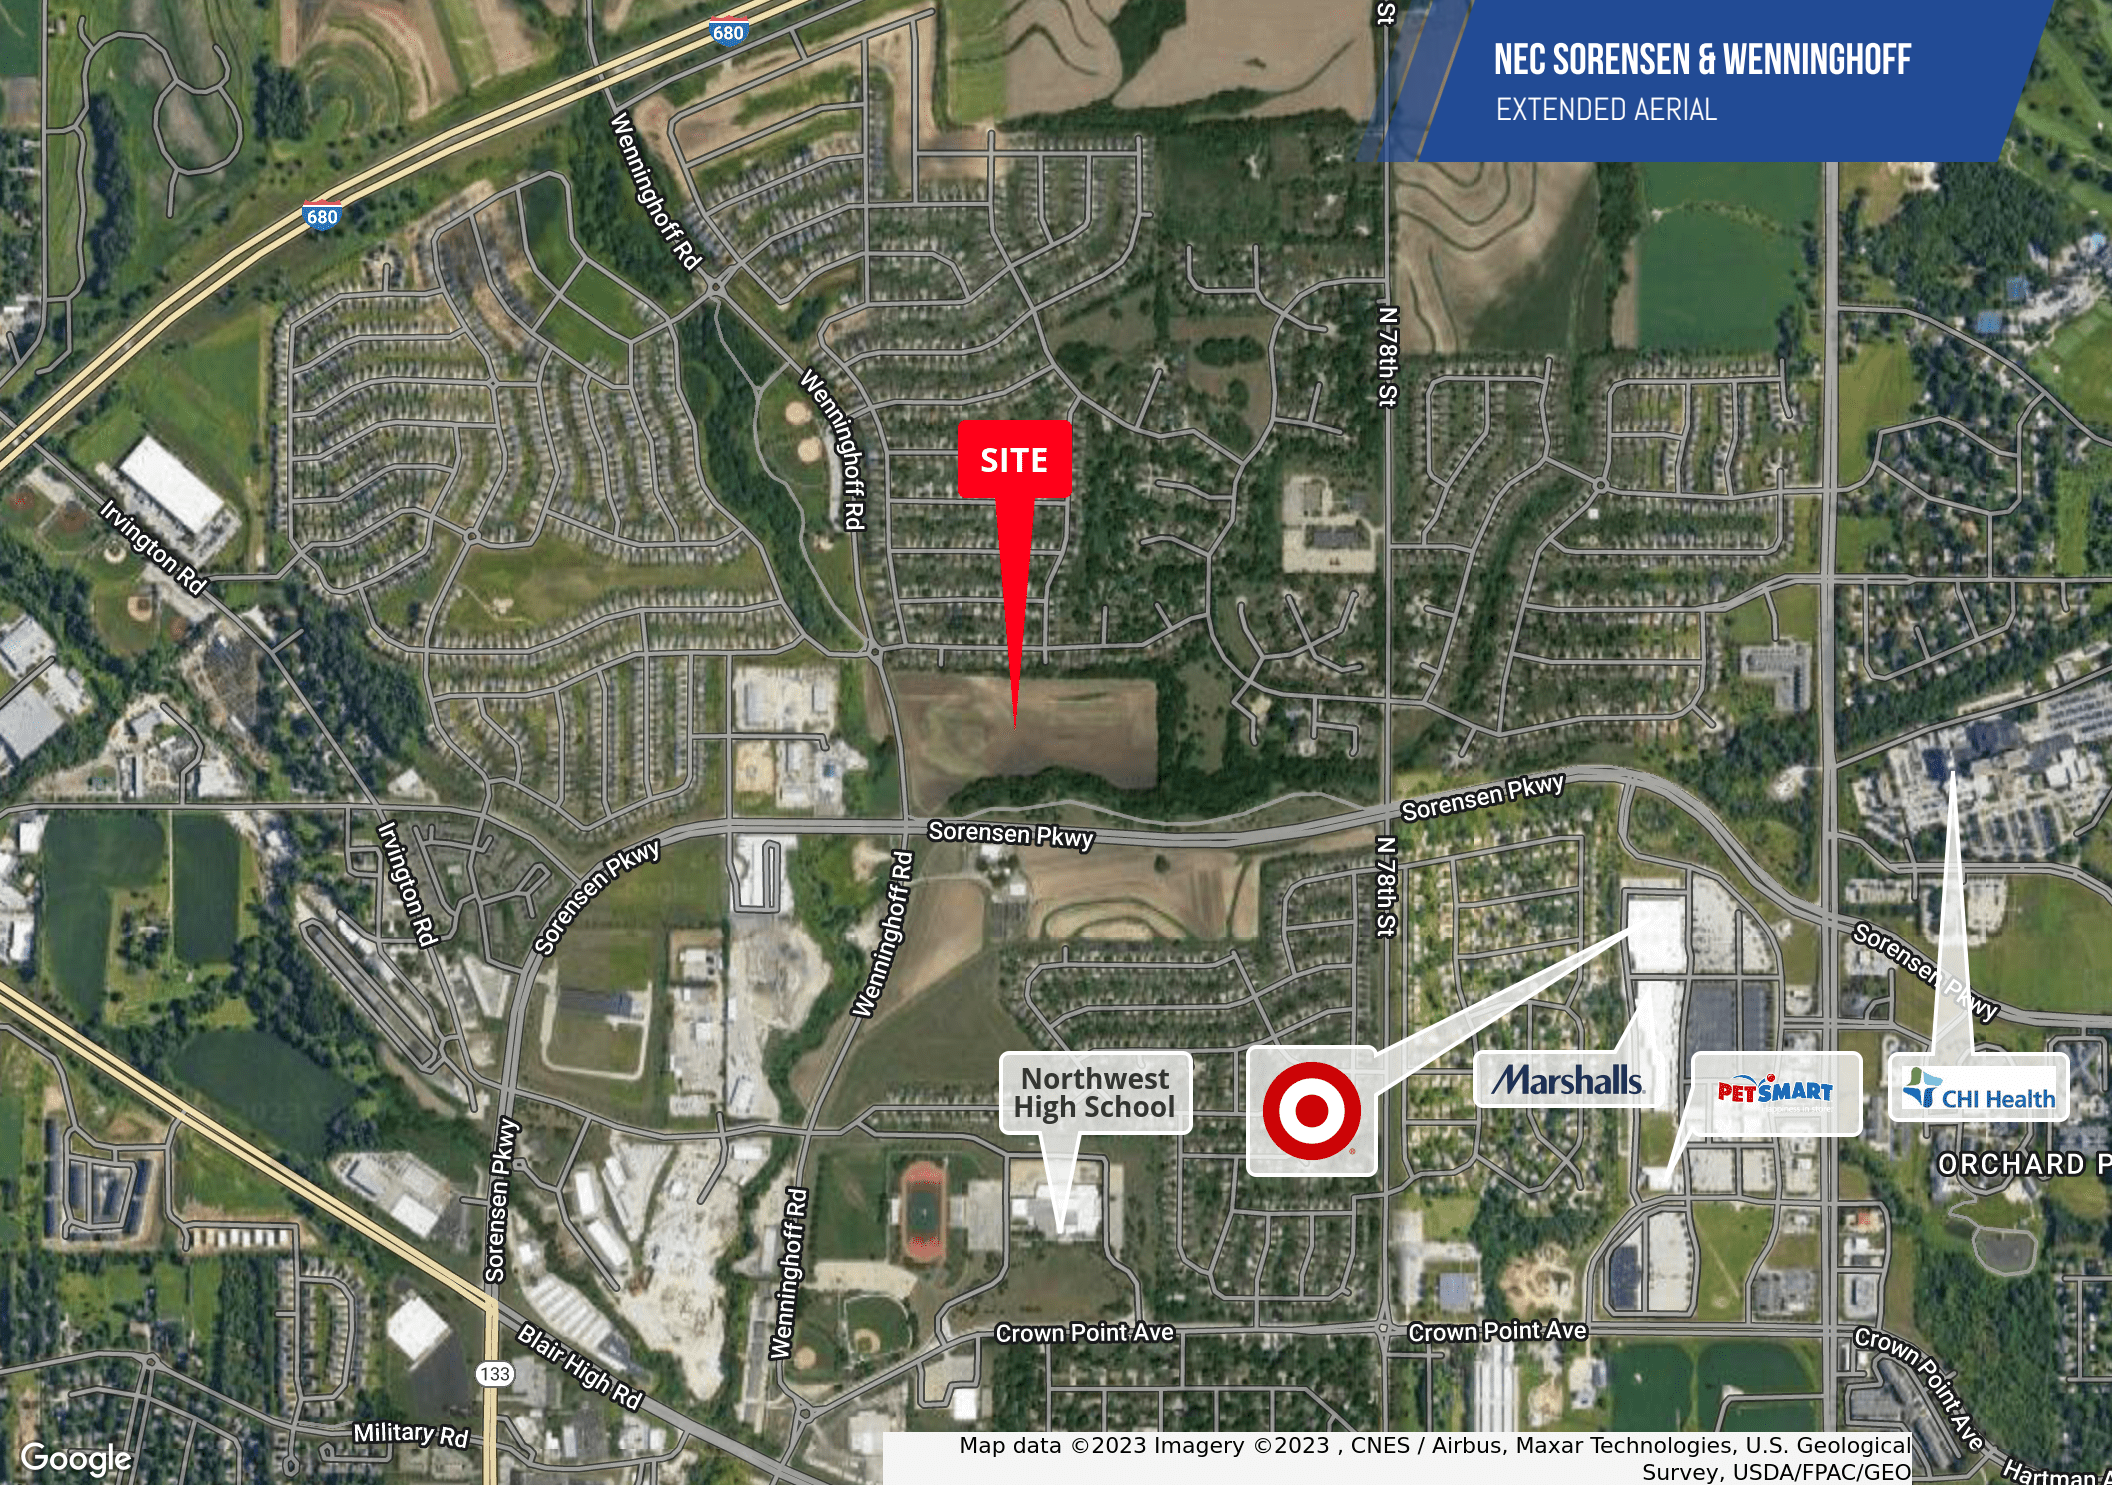 680
St
NEC SORENSEN & WENNINGHOFF
EXTENDED AERIAL
680
Wenninghoff Rd
N 78th St
Wenninghoff Rd
SITE
Irvington Rd
Sorensen Pkwy
Sorensen Pkwy
Irvington Rd
Sorensen Pkwy
N 78th St
Wenninghoff Rd
Sorensen Pkwy
Northwest
High School
Marshalls
PETSMART
CHI Health
ORCHARD P
Sorensen Pkwy
Wenninghoff Rd
Crown Point Ave
Crown Point Ave
Crown Point Ave
Blair High Rd
133
Military Rd
Hartman A
Google
Map data ©2023 Imagery ©2023 , CNES / Airbus, Maxar Technologies, U.S. Geological
Survey, USDA/FPAC/GEO